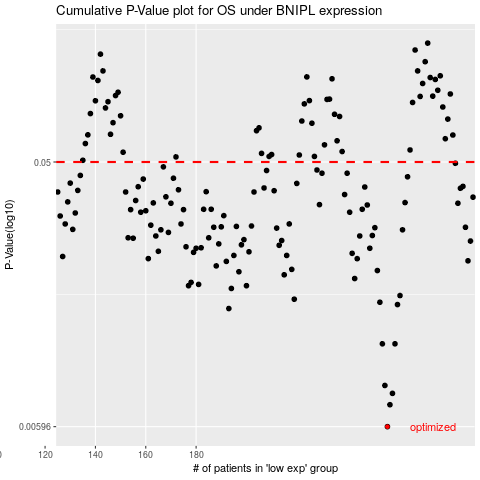 Cumulative P-Value plot for OS under BNIPL expression
P-Value(log10)
0.05
0.00596
optimized
0 120 140 160 180
# of patients in 'low exp' group